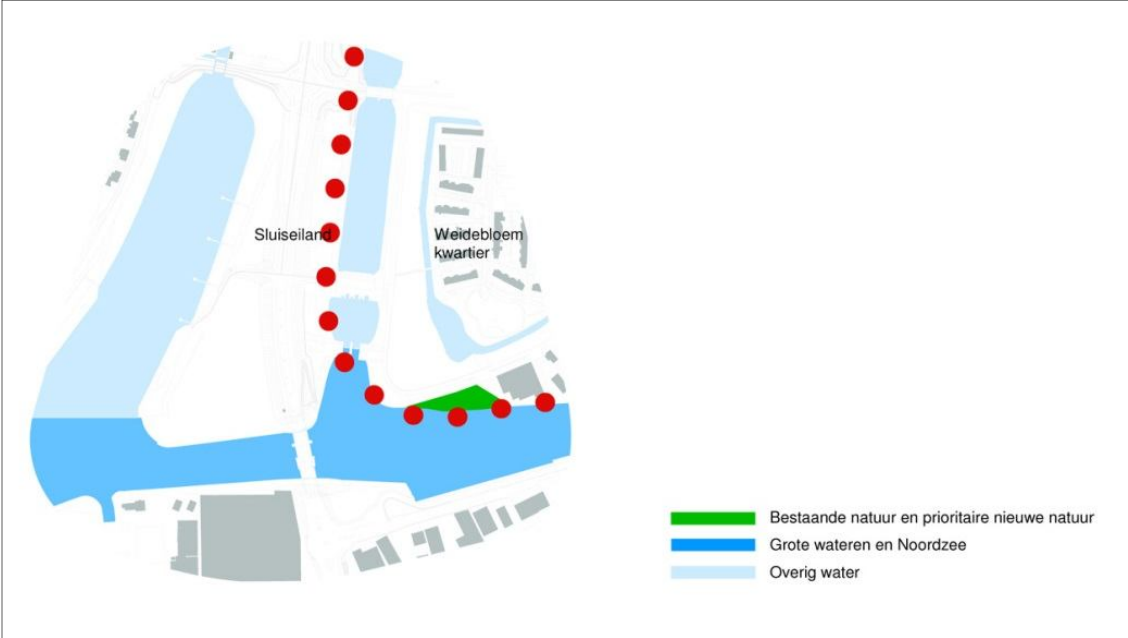 Sluiseiland
Weidebloem
kwartier
Bestaande natuur en prioritaire nieuwe natuur
Grote wateren en Noordzee
Overig water